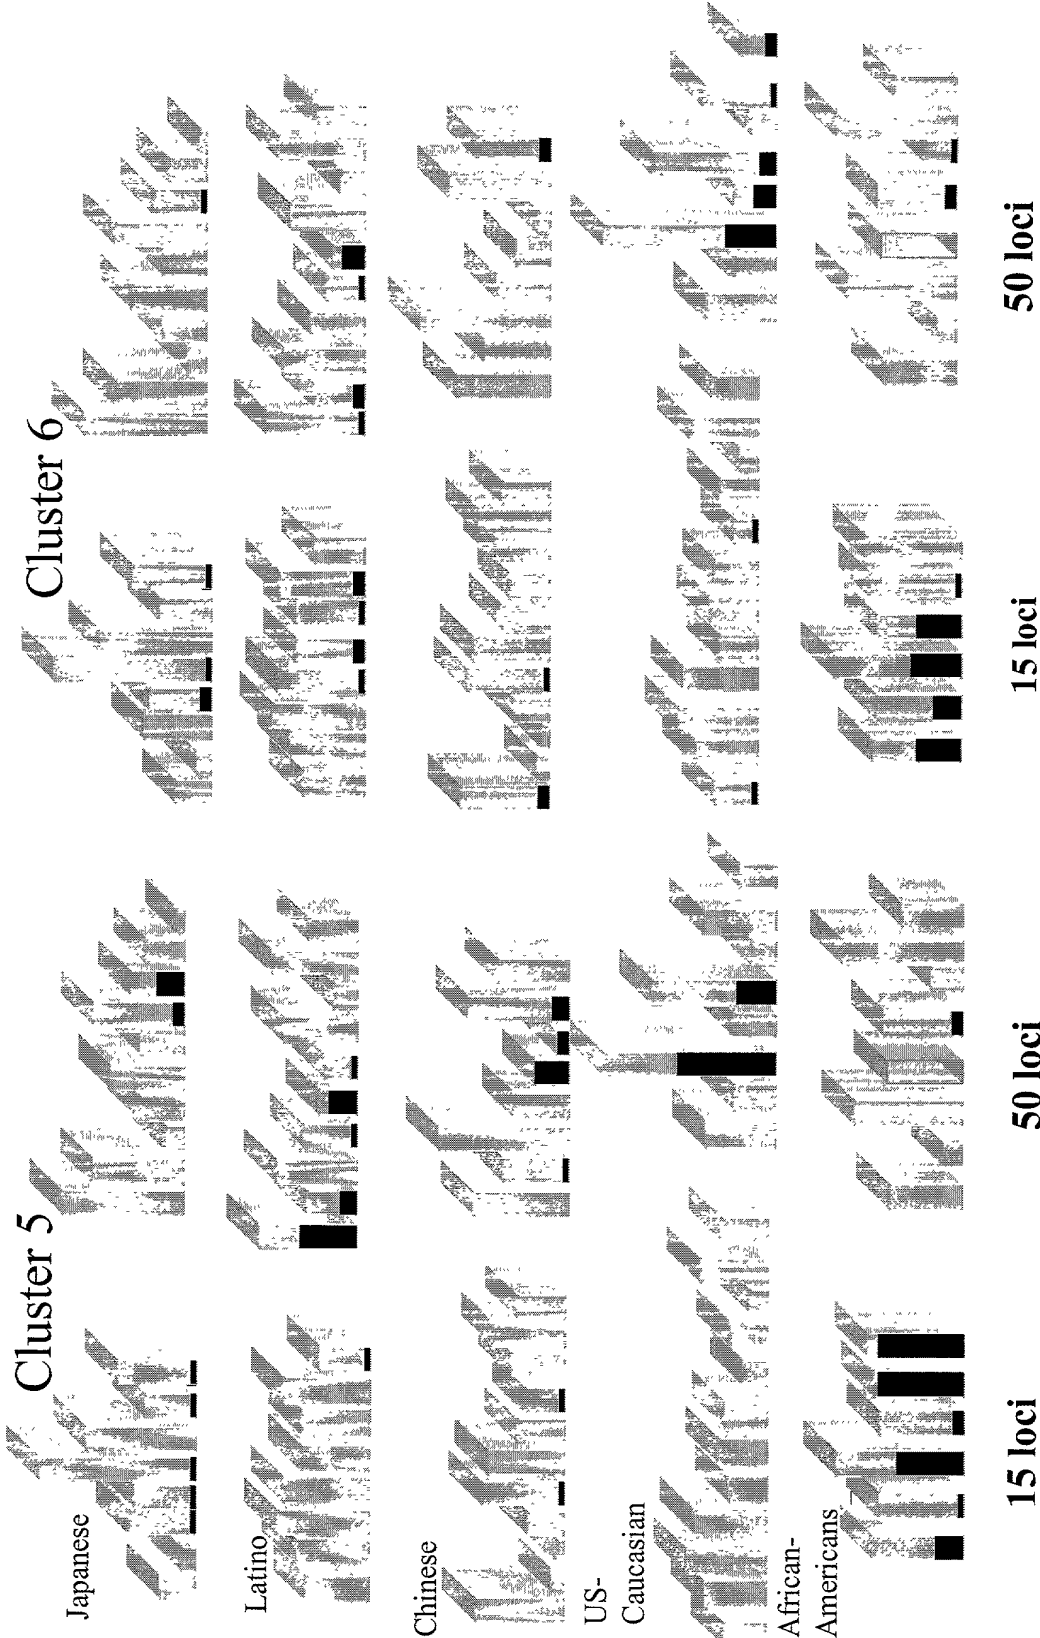 Cluster 5
Cluster 6
Japanese
Latino
Chinese
US-
Caucasian
African-
Americans
15 loci
50 loci
15 loci
50 loci